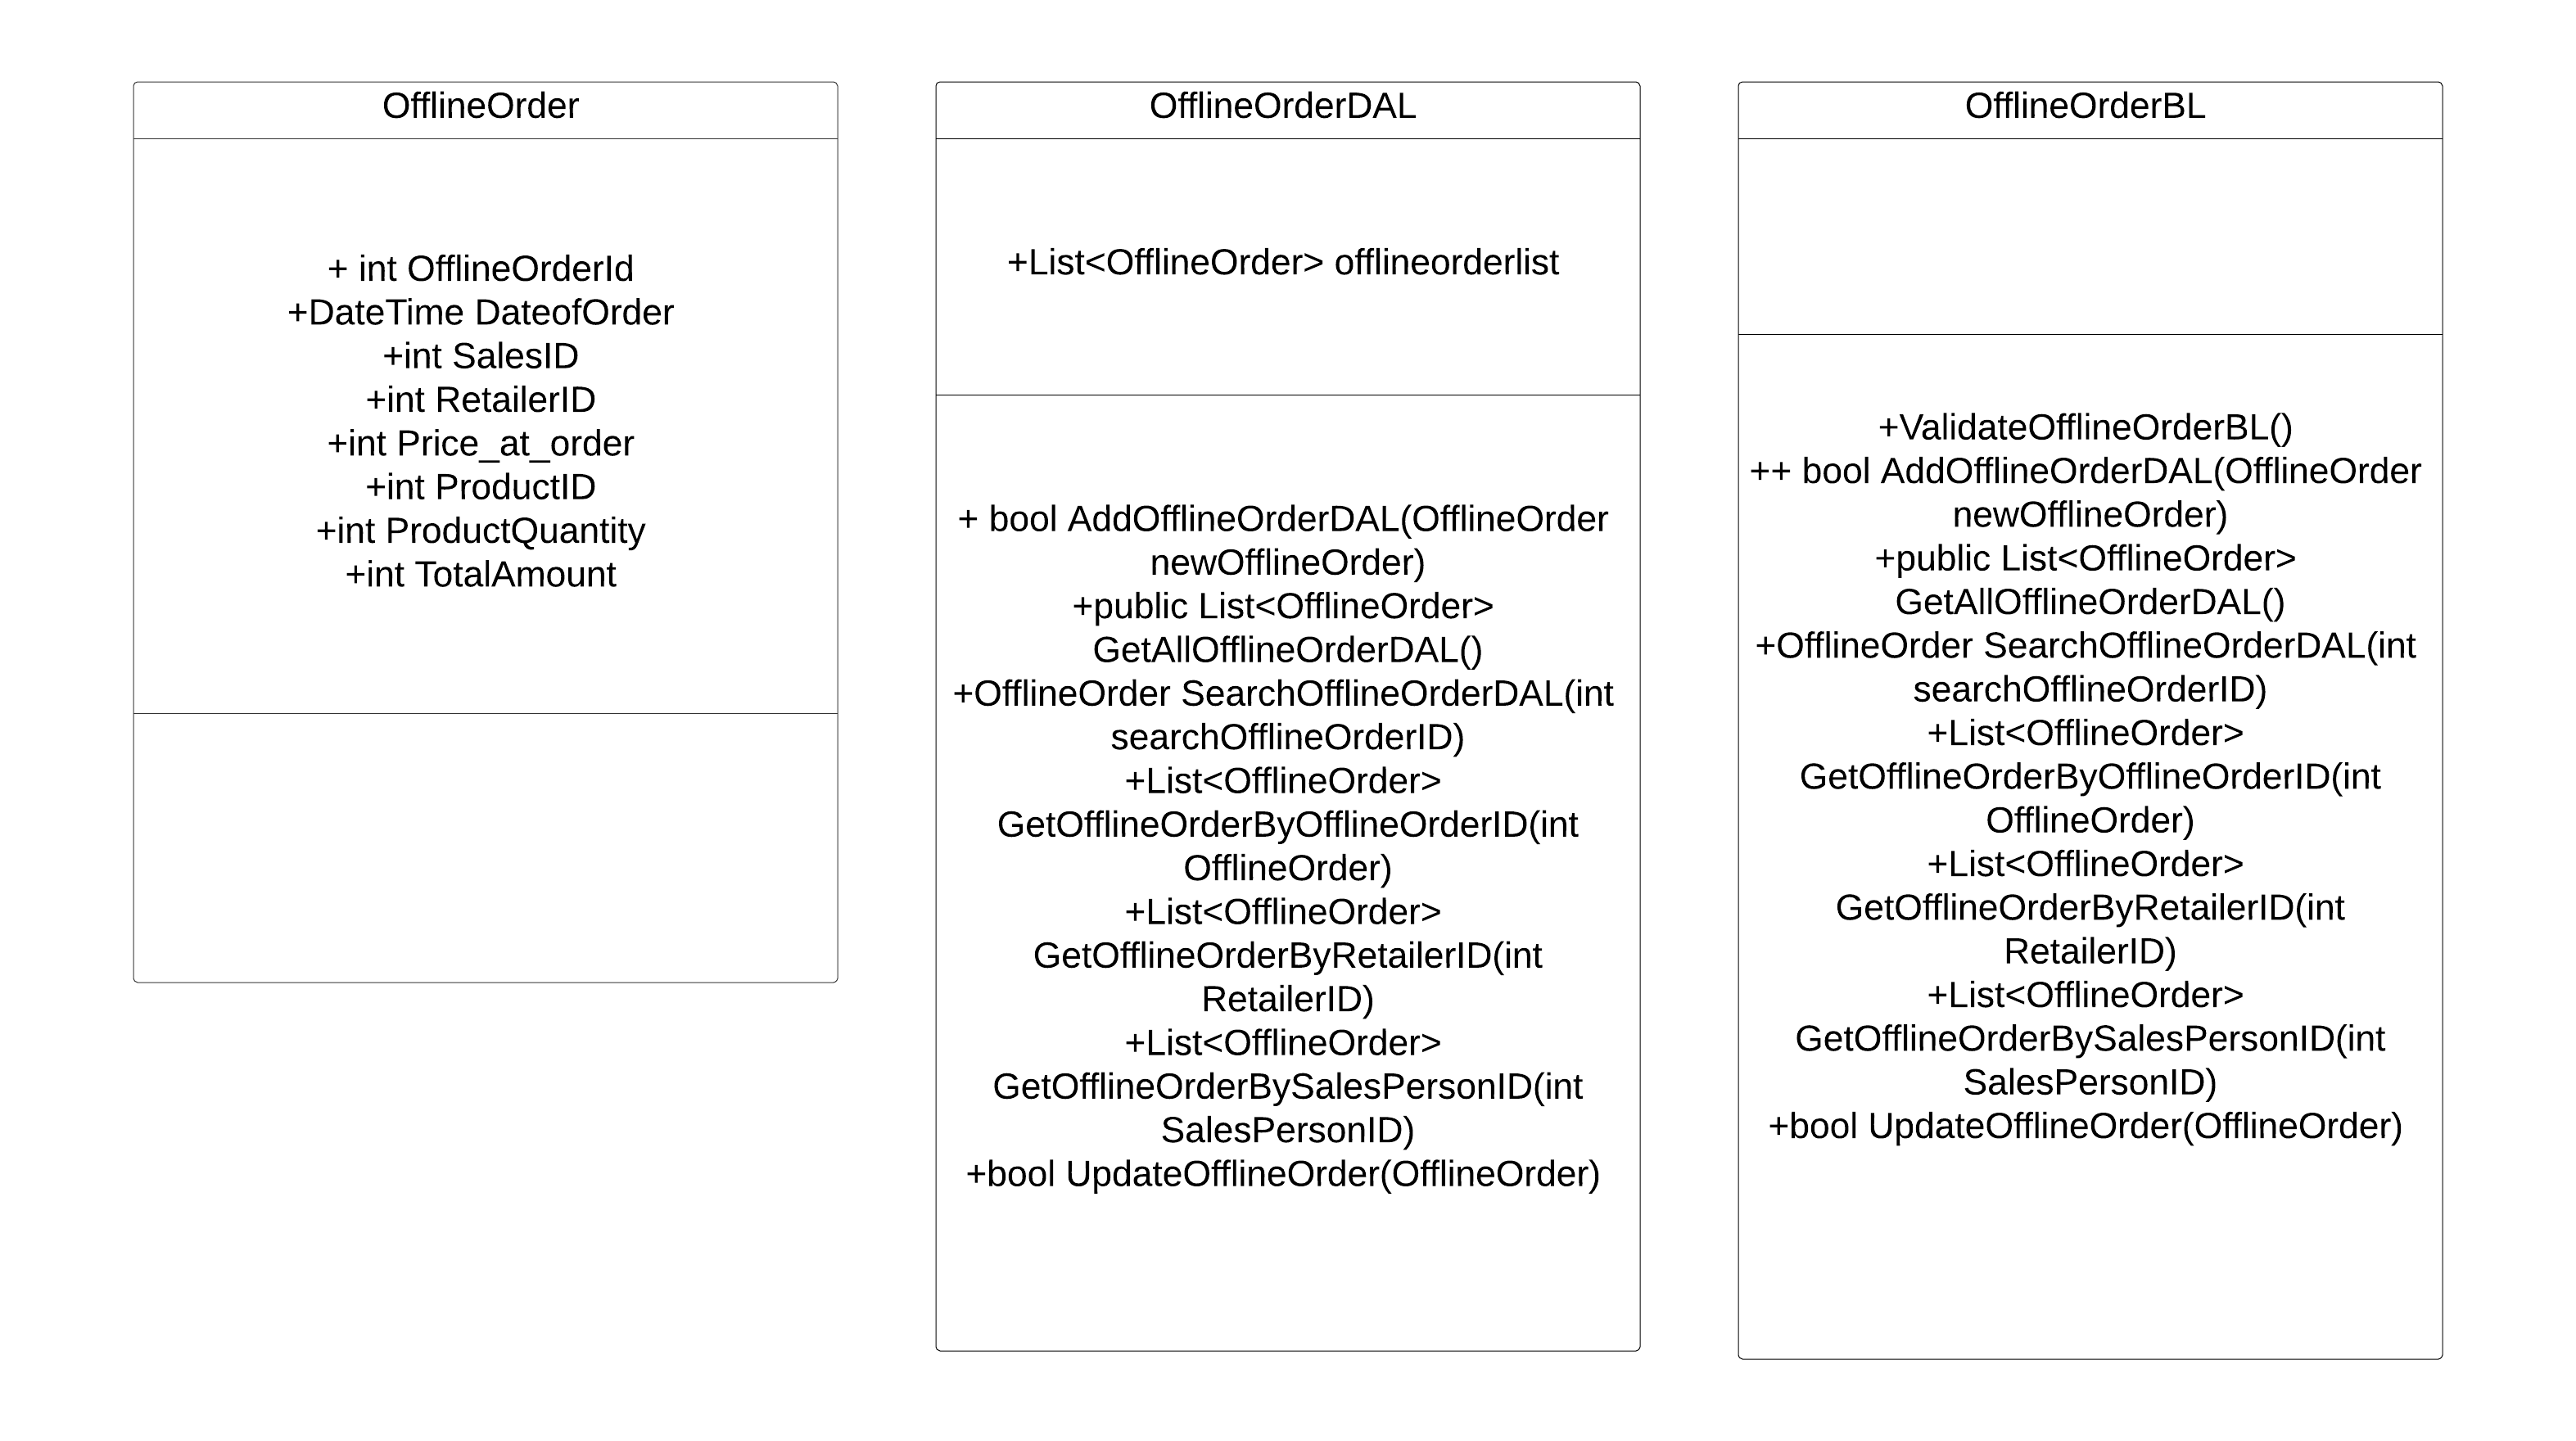 OfflineOrder
+ int OfflineOrderId
+DateTime DateofOrder
+int SalesID
+int RetailerID
+int Price_at_order
+int ProductID
+int ProductQuantity
+int TotalAmount
OfflineOrderDAL
+List<OfflineOrder> offlineorderlist
+ bool AddOfflineOrderDAL(OfflineOrder
newOfflineOrder)
+public List<OfflineOrder>
GetAllOfflineOrderDAL()
+OfflineOrder SearchOfflineOrderDAL(int
searchOfflineOrderID)
+List<OfflineOrder>
GetOfflineOrderByOfflineOrderID(int
OfflineOrder)
+List<OfflineOrder>
GetOfflineOrderByRetailerID(int
RetailerID)
+List<OfflineOrder>
GetOfflineOrderBySalesPersonID(int
SalesPersonID)
+bool UpdateOfflineOrder(OfflineOrder)
OfflineOrderBL
+ValidateOfflineOrderBL()
++ bool AddOfflineOrderDAL(OfflineOrder
newOfflineOrder)
+public List<OfflineOrder>
GetAllOfflineOrderDAL()
+OfflineOrder SearchOfflineOrderDAL(int
searchOfflineOrderID)
+List<OfflineOrder>
GetOfflineOrderByOfflineOrderID(int
OfflineOrder)
+List<OfflineOrder>
GetOfflineOrderByRetailerID(int
RetailerID)
+List<OfflineOrder>
GetOfflineOrderBySalesPersonID(int
SalesPersonID)
+bool UpdateOfflineOrder(OfflineOrder)